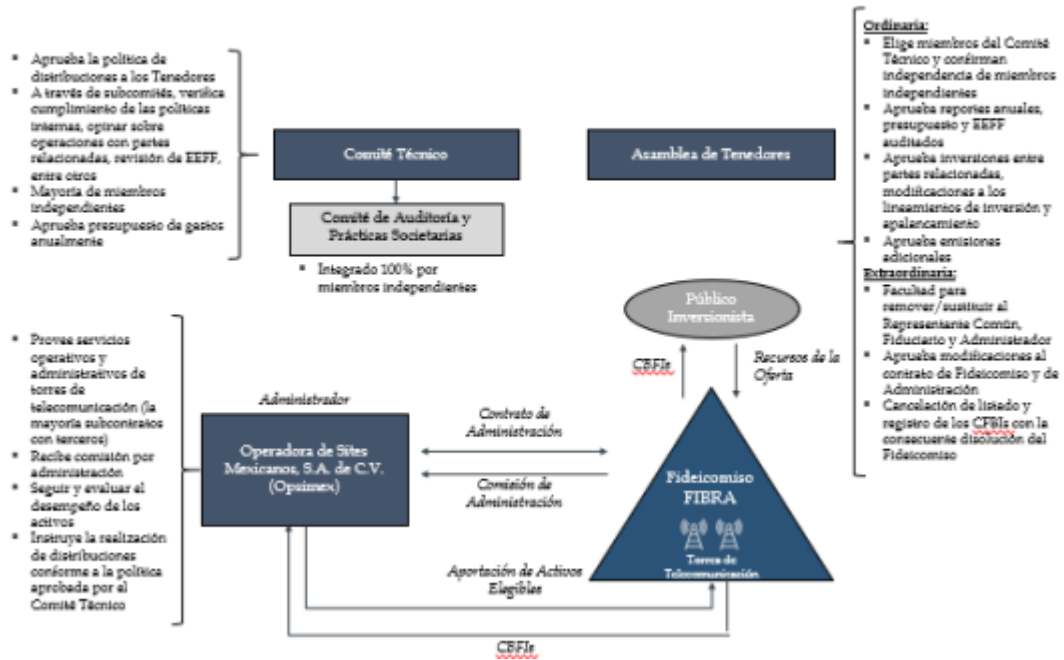 ▪ Aprueba la política de
distribuciones a los Tenedores
▪ A través de subcomités, verifica
cumplimiento de las políticas
internas, opinar sobre
operaciones con partes
relacionadas, revisión de EEFF,
entre otros
▪ Mayoría de miembros
independientes
▪ Aprueba presupuesto de gastos
anualmente
Comité Técnico
Comité de Auditoría y
Prácticas Societarias
▪ Integrado 100% por
miembros independientes
Asamblea de Tenedores
Ordinaria:
▪ Elige miembros del Comité
Técnico y confirman
independencia de miembros
independientes
▪ Aprueba reportes anuales,
presupuesto y EEFF
auditados
▪ Aprueba inversiones entre
partes relacionadas,
modificaciones a los
lineamientos de inversión y
apalancamiento
▪ Aprueba emisiones
adicionales
Extraordinaria:
▪ Facultad para
remover/sustituir al
Representante Común,
Fiduciario y Administrador
▪ Aprueba modificaciones al
contrato de Fideicomiso y de
Administración
▪ Cancelación de listado y
registro de los CFBIs con la
consecuente disolución del
Fideicomiso
Público
Inversionista
CBFIs
Recursos de la
Oferta
▪ Provee servicios
operativos y
administrativos de
torres de
telecomunicación (la
mayoría subcontratos
con terceros)
▪ Recibe comisión por
administración
▪ Seguir y evaluar el
desempeño de los
activos
▪ Instruye la realización
de distribuciones
conforme a la política
aprobada por el
Comité Técnico
Administrador
Operadora de Sites
Mexicanos, S.A. de C.V.
(Opsimex)
Contrato de
Administración
Comisión de
Administración
Fideicomiso
FIBRA
Torres de
Telecomunicación
Aportación de Activos
Elegibles
CBFIs